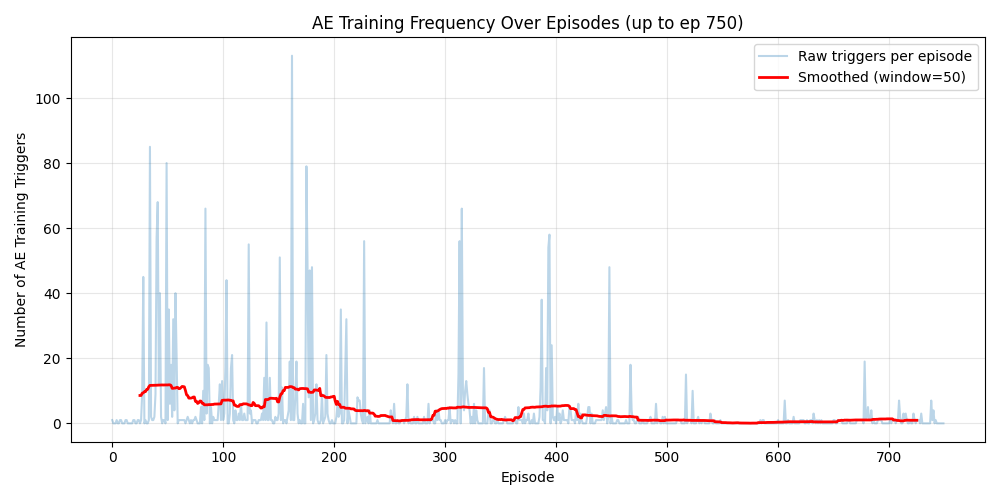 AE Training Frequency Over Episodes (up to ep 750)
Raw triggers per episode
Smoothed (window=50)
Number of AE Training Triggers
100
80
60
40
20
0
0 100 200 300 400 500 600 700
Episode